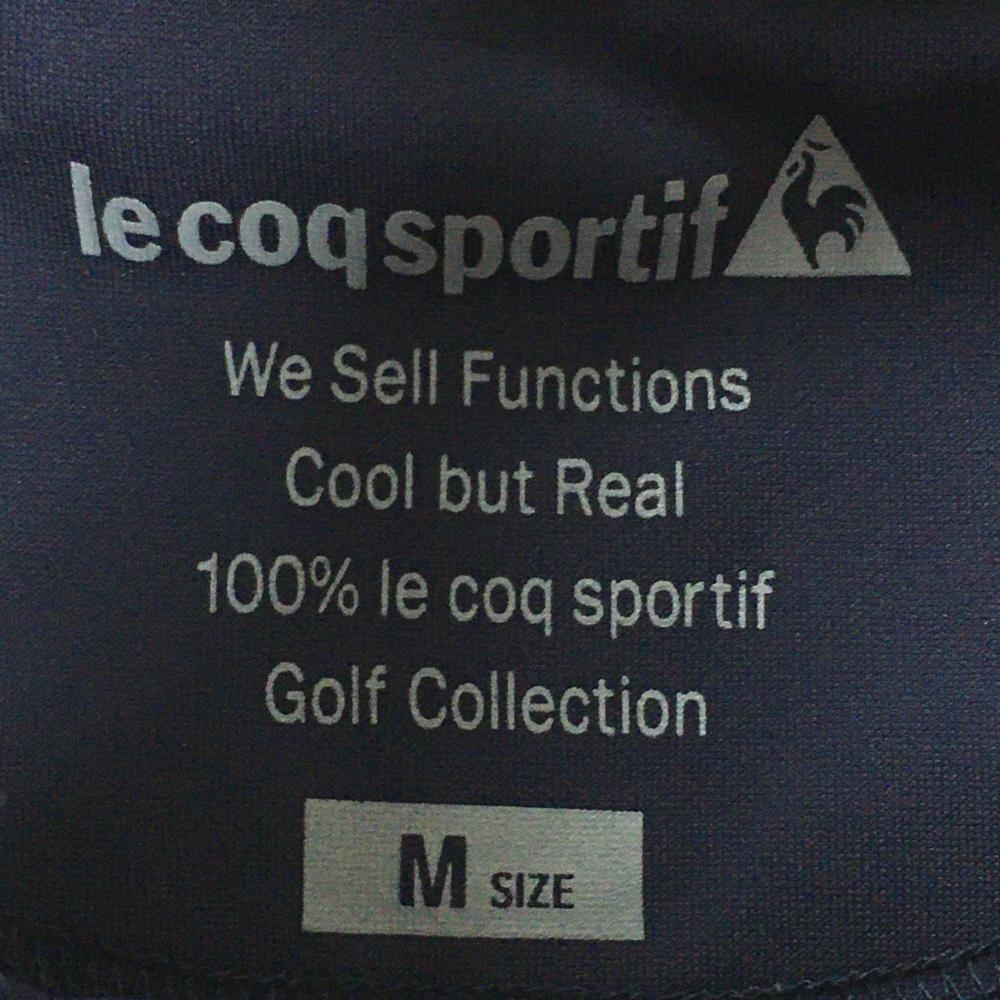 le coq sportif
We Sell Functions
Cool but Real
100% le coq sportif
Golf Collection
M SIZE